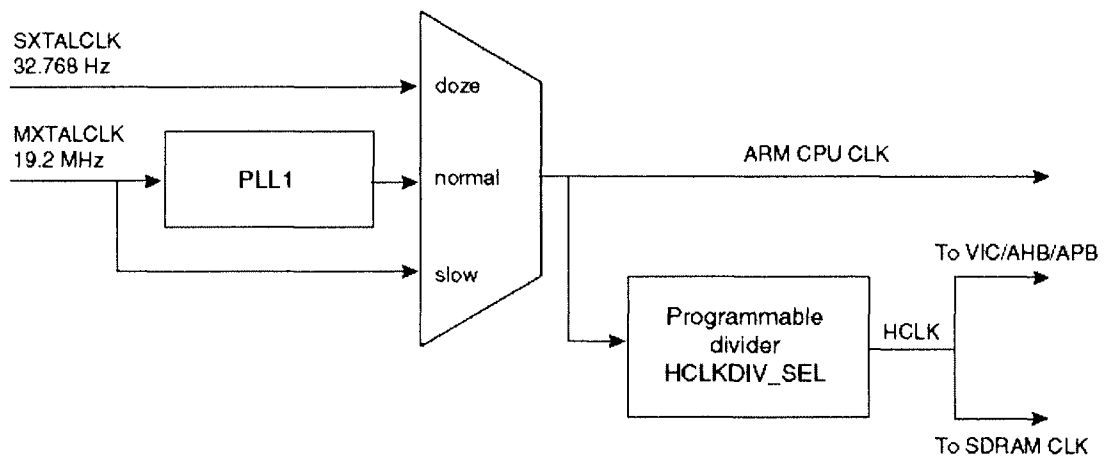 SXTALCLK
32.768 Hz
doze
MXTALCLK
19.2 MHz
PLL1
normal
ARM CPU CLK
slow
To VIC/AHB/APB
Programmable
divider
HCLKDIV_SEL
HCLK
To SDRAM CLK